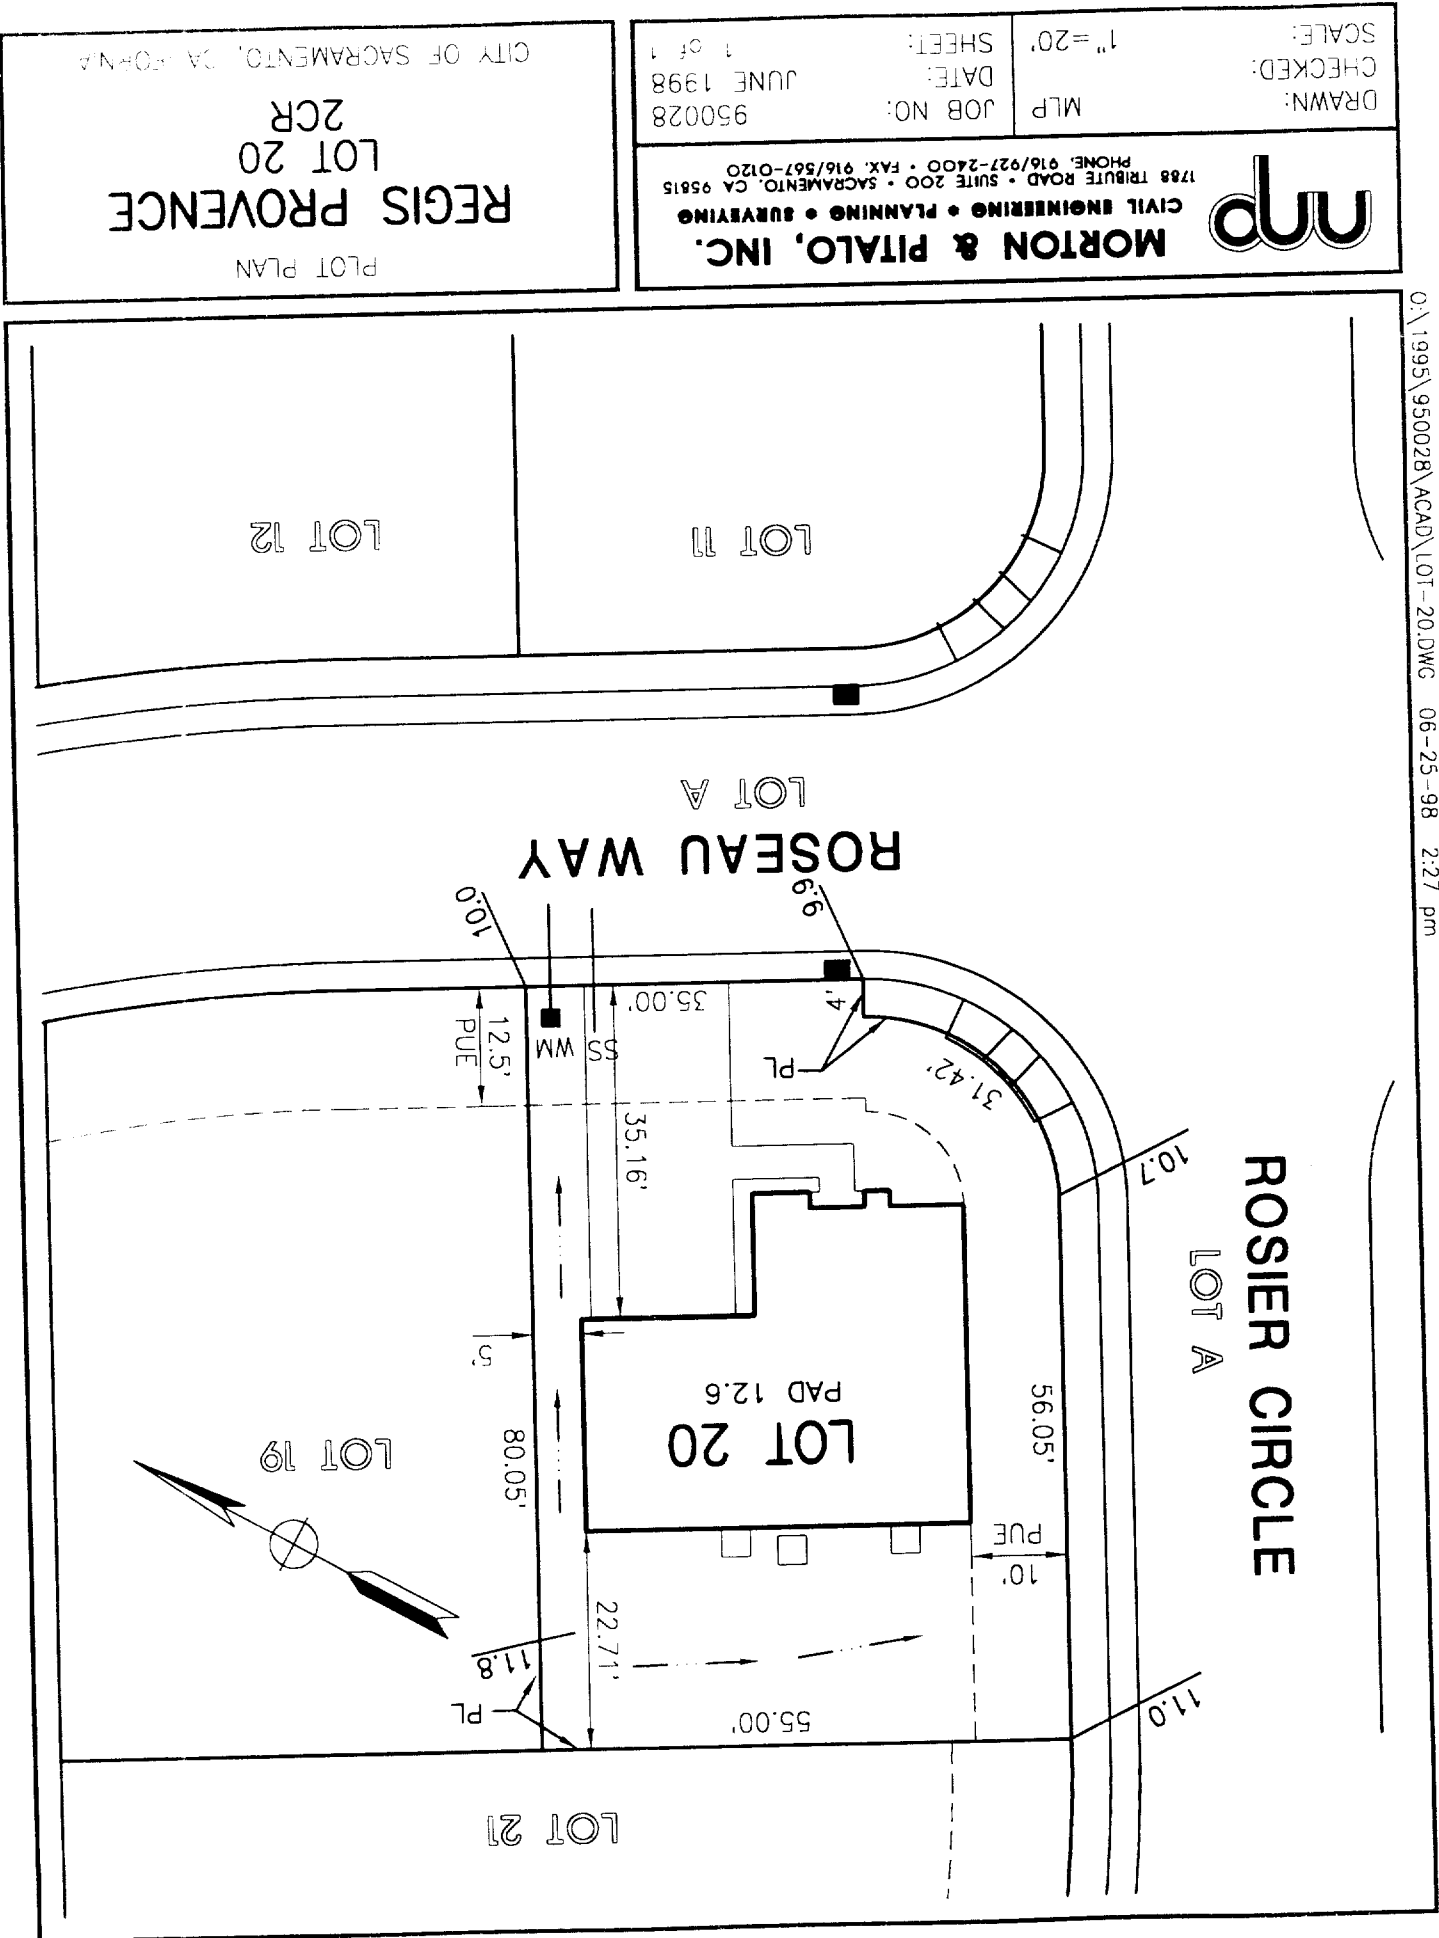 LOT 21
PL
55.00'
11.8
11.0
22.71'
10'
PUE
LOT 20
PAD 12.6
LOT 19
80.05'
56.05'
5'
ROSIER CIRCLE
LOT A
10.7
35.16'
31.42'
PL
4'
12.5'
PUE
WM
SS
35.00'
10.0
9.9
ROSEAU WAY
LOT A
LOT 11
LOT 12
O:\1995\950028\ACAD\LOT-20.DWG 06-25-98 2:27 pm
MORTON & PITALO, INC.
CIVIL ENGINEERING • PLANNING • SURVEYING
1788 TRIBUTE ROAD • SUITE 200 • SACRAMENTO, CA 95815
PHONE: 916/927-2400 • FAX: 916/567-0120
DRAWN: MLP
CHECKED:
SCALE: 1"=20'
JOB NO: 950028
DATE: JUNE 1998
SHEET: 1 of 1
PLOT PLAN
REGIS PROVENCE
LOT 20
2CR
CITY OF SACRAMENTO,